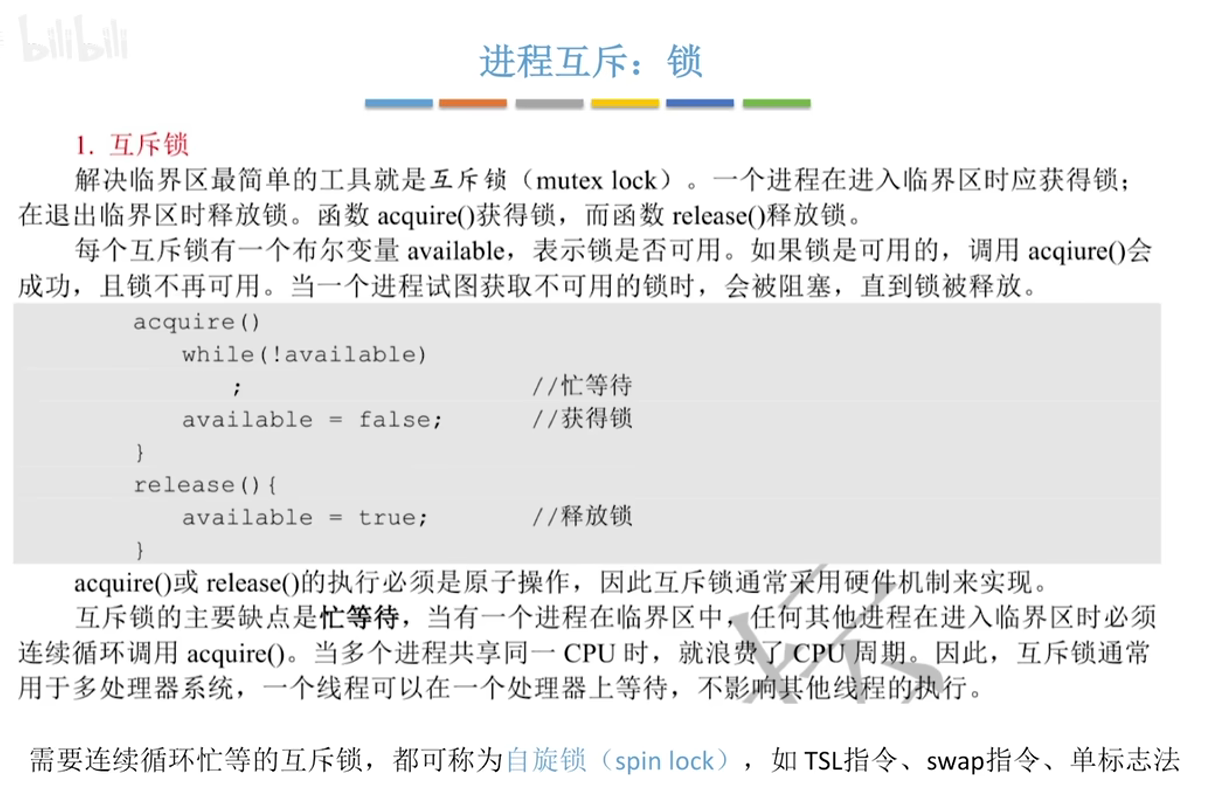 bilibili
进程互斥：锁
1. 互斥锁
解决临界区最简单的工具就是互斥锁（mutex lock）。一个进程在进入临界区时应获得锁；
在退出临界区时释放锁。函数 acquire()获得锁，而函数 release()释放锁。
每个互斥锁有一个布尔变量 available，表示锁是否可用。如果锁是可用的，调用 acqiure()会
成功，且锁不再可用。当一个进程试图获取不可用的锁时，会被阻塞，直到锁被释放。
acquire()
while(!available)
; //忙等待
available = false; //获得锁
}
release(){
available = true; //释放锁
}
acquire()或 release()的执行必须是原子操作，因此互斥锁通常采用硬件机制来实现。
互斥锁的主要缺点是忙等待，当有一个进程在临界区中，任何其他进程在进入临界区时必须
连续循环调用 acquire()。当多个进程共享同一 CPU 时，就浪费了 CPU 周期。因此，互斥锁通常
用于多处理器系统，一个线程可以在一个处理器上等待，不影响其他线程的执行。
需要连续循环忙等的互斥锁，都可称为自旋锁（spin lock），如 TSL指令、swap指令、单标志法